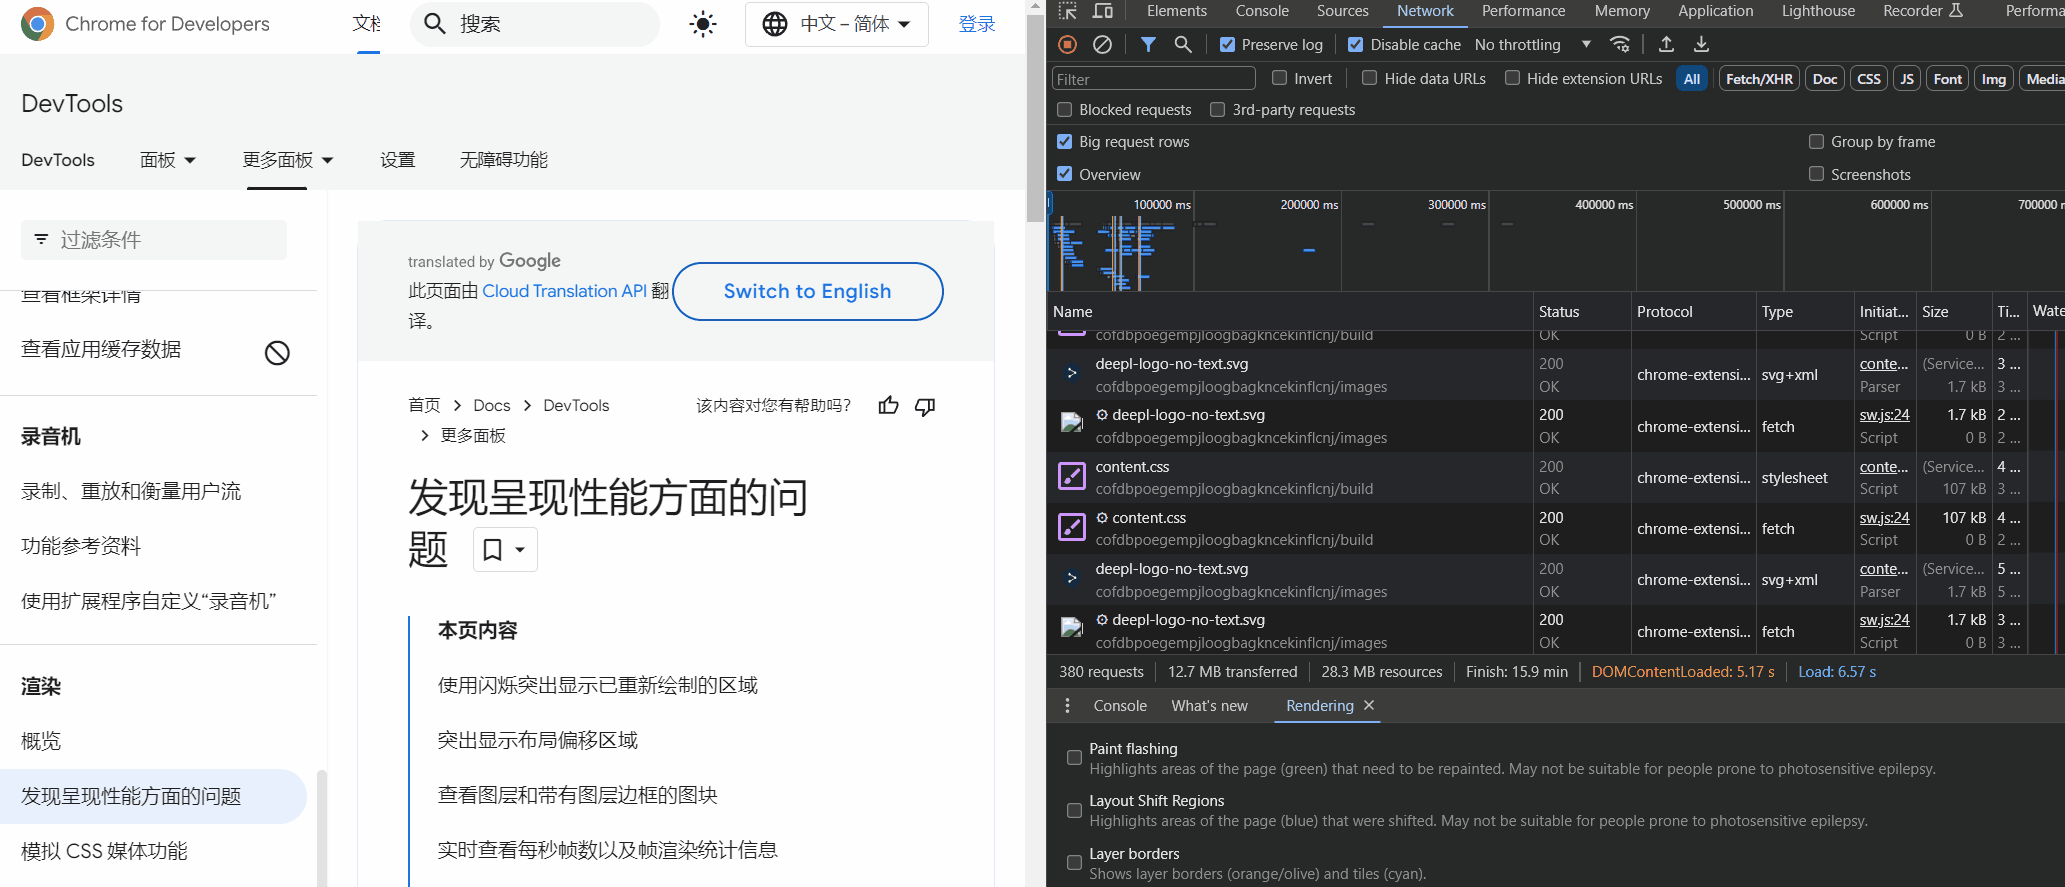 Chrome for Developers
文档
搜索
中文 – 简体
登录
DevTools
DevTools
面板
更多面板
设置
无障碍功能
过滤条件
查看框架详情
查看应用缓存数据
录音机
录制、重放和衡量用户流
功能参考资料
使用扩展程序自定义“录音机”
渲染
概览
发现呈现性能方面的问题
模拟 CSS 媒体功能
translated by Google
此页面由 Cloud Translation API 翻
译。
Switch to English
首页
Docs
DevTools
更多面板
该内容对您有帮助吗？
发现呈现性能方面的问
题
本页内容
使用闪烁突出显示已重新绘制的区域
突出显示布局偏移区域
查看图层和带有图层边框的图块
实时查看每秒帧数以及帧渲染统计信息
Elements Console Sources Network Performance Memory Application Lighthouse Recorder Performa
Preserve log Disable cache No throttling
Filter Invert Hide data URLs Hide extension URLs All Fetch/XHR Doc CSS JS Font Img Media
Blocked requests 3rd-party requests
Big request rows Group by frame
Overview Screenshots
100000 ms 200000 ms 300000 ms 400000 ms 500000 ms 600000 ms 700000
Name Status Protocol Type Initiat... Size Ti... Wate
cofdbpoegempjloogbagkncekinflcnj/build OK Script 0 B 2 ...
deepl-logo-no-text.svg 200 conte... (Service... 3 ...
chrome-extensi... svg+xml
cofdbpoegempjloogbagkncekinflcnj/images OK Parser 1.7 kB 3 ...
deepl-logo-no-text.svg 200 sw.js:24 1.7 kB 2 ...
chrome-extensi... fetch
cofdbpoegempjloogbagkncekinflcnj/images OK Script 0 B 2 ...
content.css 200 conte... (Service... 4 ...
chrome-extensi... stylesheet
cofdbpoegempjloogbagkncekinflcnj/build OK Script 107 kB 3 ...
content.css 200 sw.js:24 107 kB 4 ...
chrome-extensi... fetch
cofdbpoegempjloogbagkncekinflcnj/build OK Script 0 B 2 ...
deepl-logo-no-text.svg 200 conte... (Service... 5 ...
chrome-extensi... svg+xml
cofdbpoegempjloogbagkncekinflcnj/images OK Parser 1.7 kB 5 ...
deepl-logo-no-text.svg 200 sw.js:24 1.7 kB 3 ...
chrome-extensi... fetch
cofdbpoegempjloogbagkncekinflcnj/images OK Script 0 B 3 ...
380 requests 12.7 MB transferred 28.3 MB resources Finish: 15.9 min DOMContentLoaded: 5.17 s Load: 6.57 s
Console What's new Rendering
Paint flashing
Highlights areas of the page (green) that need to be repainted. May not be suitable for people prone to photosensitive epilepsy.
Layout Shift Regions
Highlights areas of the page (blue) that were shifted. May not be suitable for people prone to photosensitive epilepsy.
Layer borders
Shows layer borders (orange/olive) and tiles (cyan).